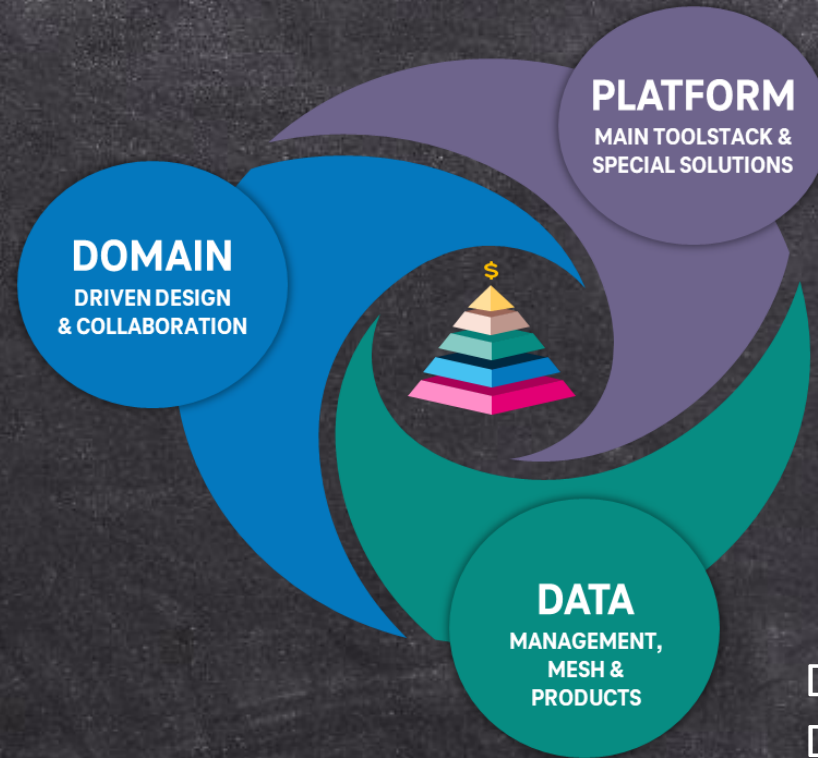 PLATFORM
MAIN TOOLSTACK &
SPECIAL SOLUTIONS
DOMAIN
DRIVEN DESIGN
& COLLABORATION
$
DATA
MANAGEMENT,
MESH &
PRODUCTS